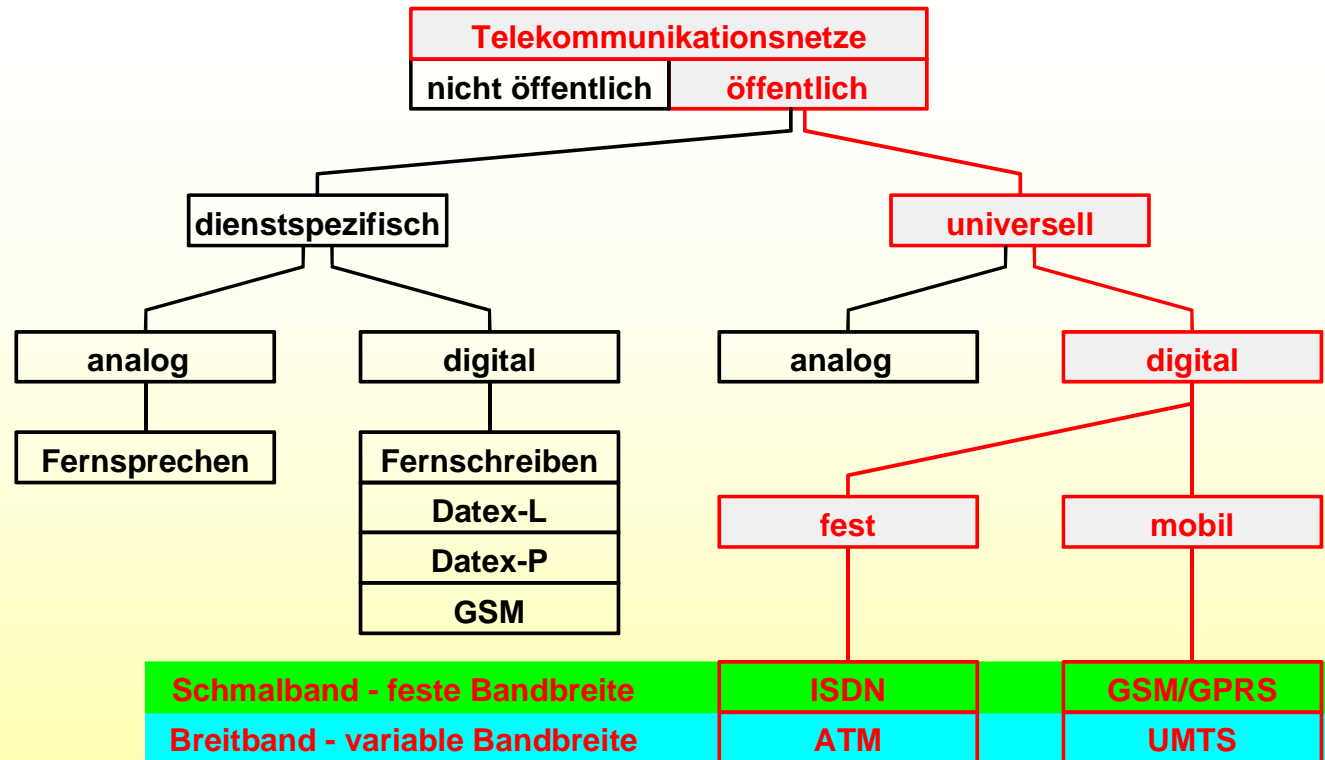 Telekommunikationsnetze
nicht öffentlich öffentlich
dienstspezifisch universell
analog digital analog digital
Fernsprechen Fernschreiben
Datex-L fest mobil
Datex-P
GSM
Schmalband - feste Bandbreite ISDN GSM/GPRS
Breitband - variable Bandbreite ATM UMTS